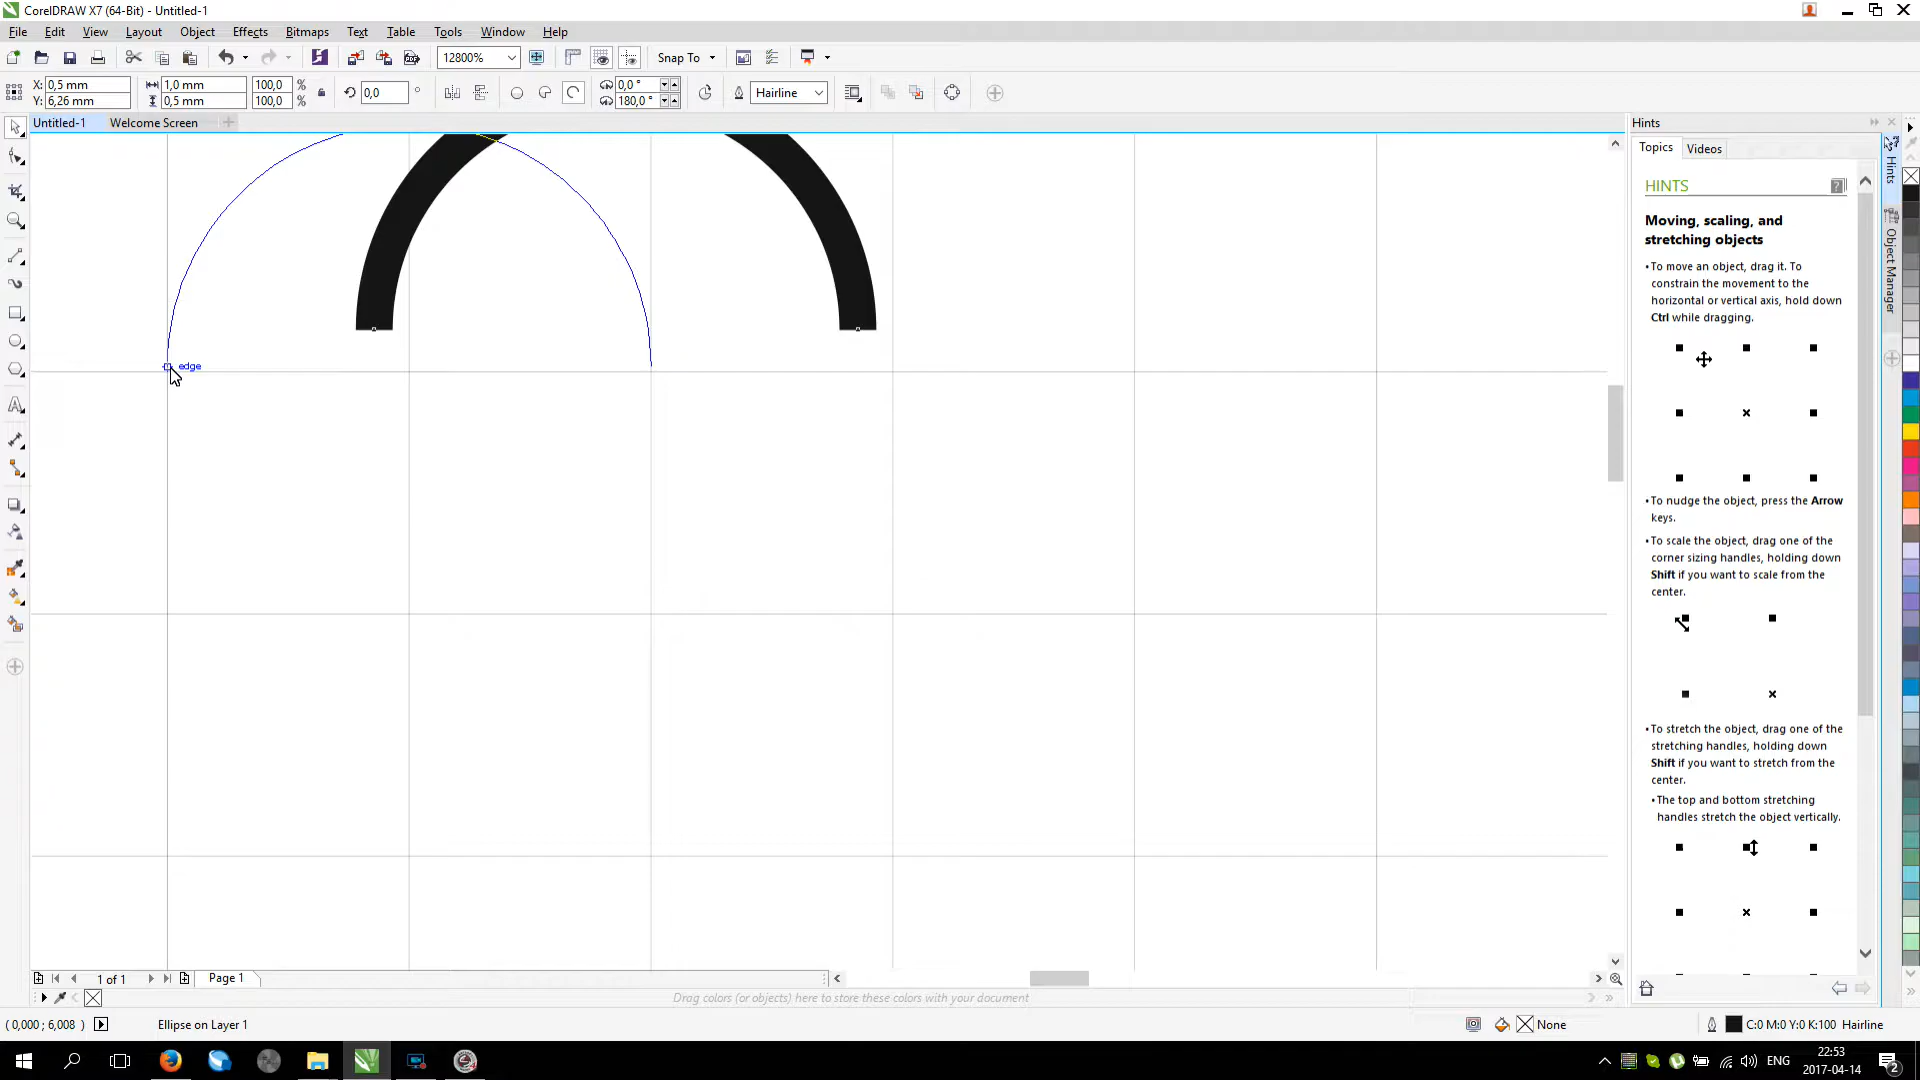 CorelDRAW X7 (64-Bit) - Untitled-1
File Edit View Layout Object Effects Bitmaps Text Table Tools Window Help
12800% Snap To
X: 0,5 mm 1,0 mm 100,0 % 0,0 ° 0,0 ° Hairline
Y: 6,26 mm 0,5 mm 100,0 % 180,0 °
Untitled-1 Welcome Screen
Hints
Topics Videos
HINTS
Moving, scaling, and
stretching objects
•To move an object, drag it. To
constrain the movement to the
horizontal or vertical axis, hold down
Ctrl while dragging.
•To nudge the object, press the Arrow
keys.
•To scale the object, drag one of the
corner sizing handles, holding down
Shift if you want to scale from the
center.
•To stretch the object, drag one of the
stretching handles, holding down
Shift if you want to stretch from the
center.
•The top and bottom stretching
handles stretch the object vertically.
Hints
Object Manager
edge
1 of 1 Page 1
Drag colors (or objects) here to store these colors with your document
( 0,000 ; 6,008 ) Ellipse on Layer 1 None C:0 M:0 Y:0 K:100 Hairline
ENG 22:53
2017-04-14 2